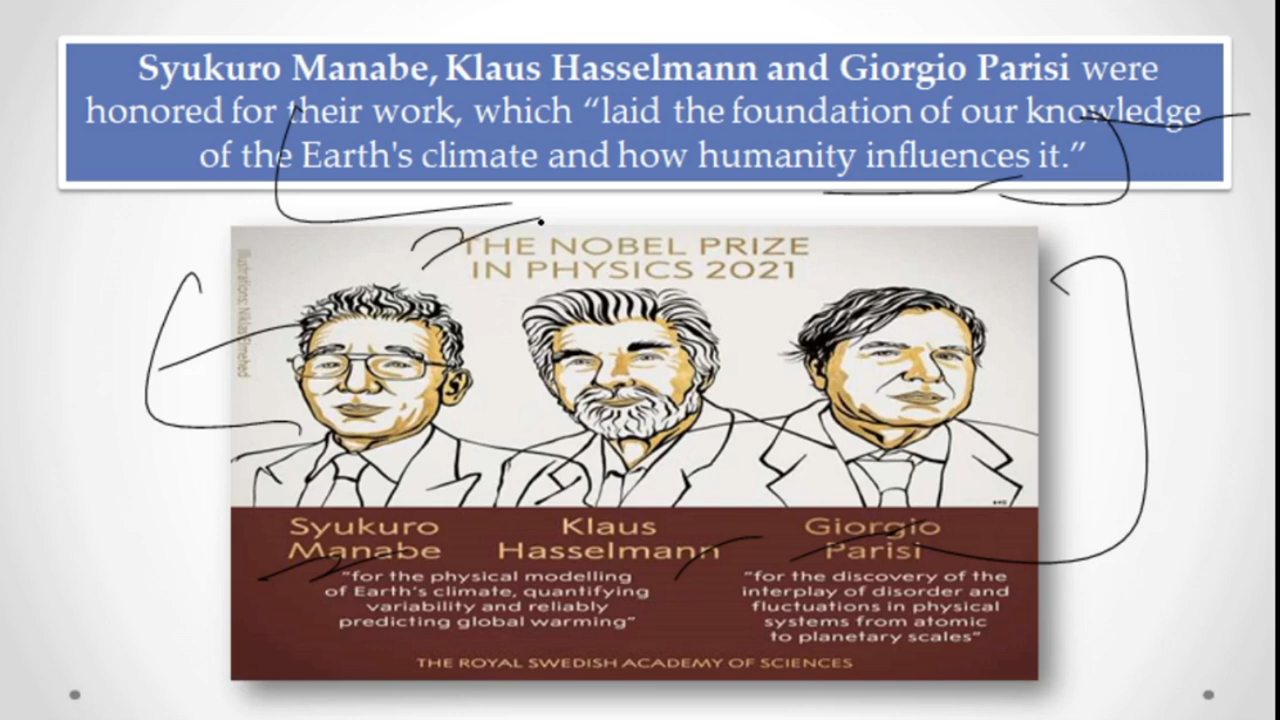 Syukuro Manabe, Klaus Hasselmann and Giorgio Parisi were
honored for their work, which “laid the foundation of our knowledge
of the Earth's climate and how humanity influences it.”
THE NOBEL PRIZE
IN PHYSICS 2021
Illustrations: Niklas Elmehed
Syukuro
Manabe
Klaus
Hasselmann
"for the physical modelling
of Earth's climate, quantifying
variability and reliably
predicting global warming"
Giorgio
Parisi
"for the discovery of the
interplay of disorder and
fluctuations in physical
systems from atomic
to planetary scales"
THE ROYAL SWEDISH ACADEMY OF SCIENCES